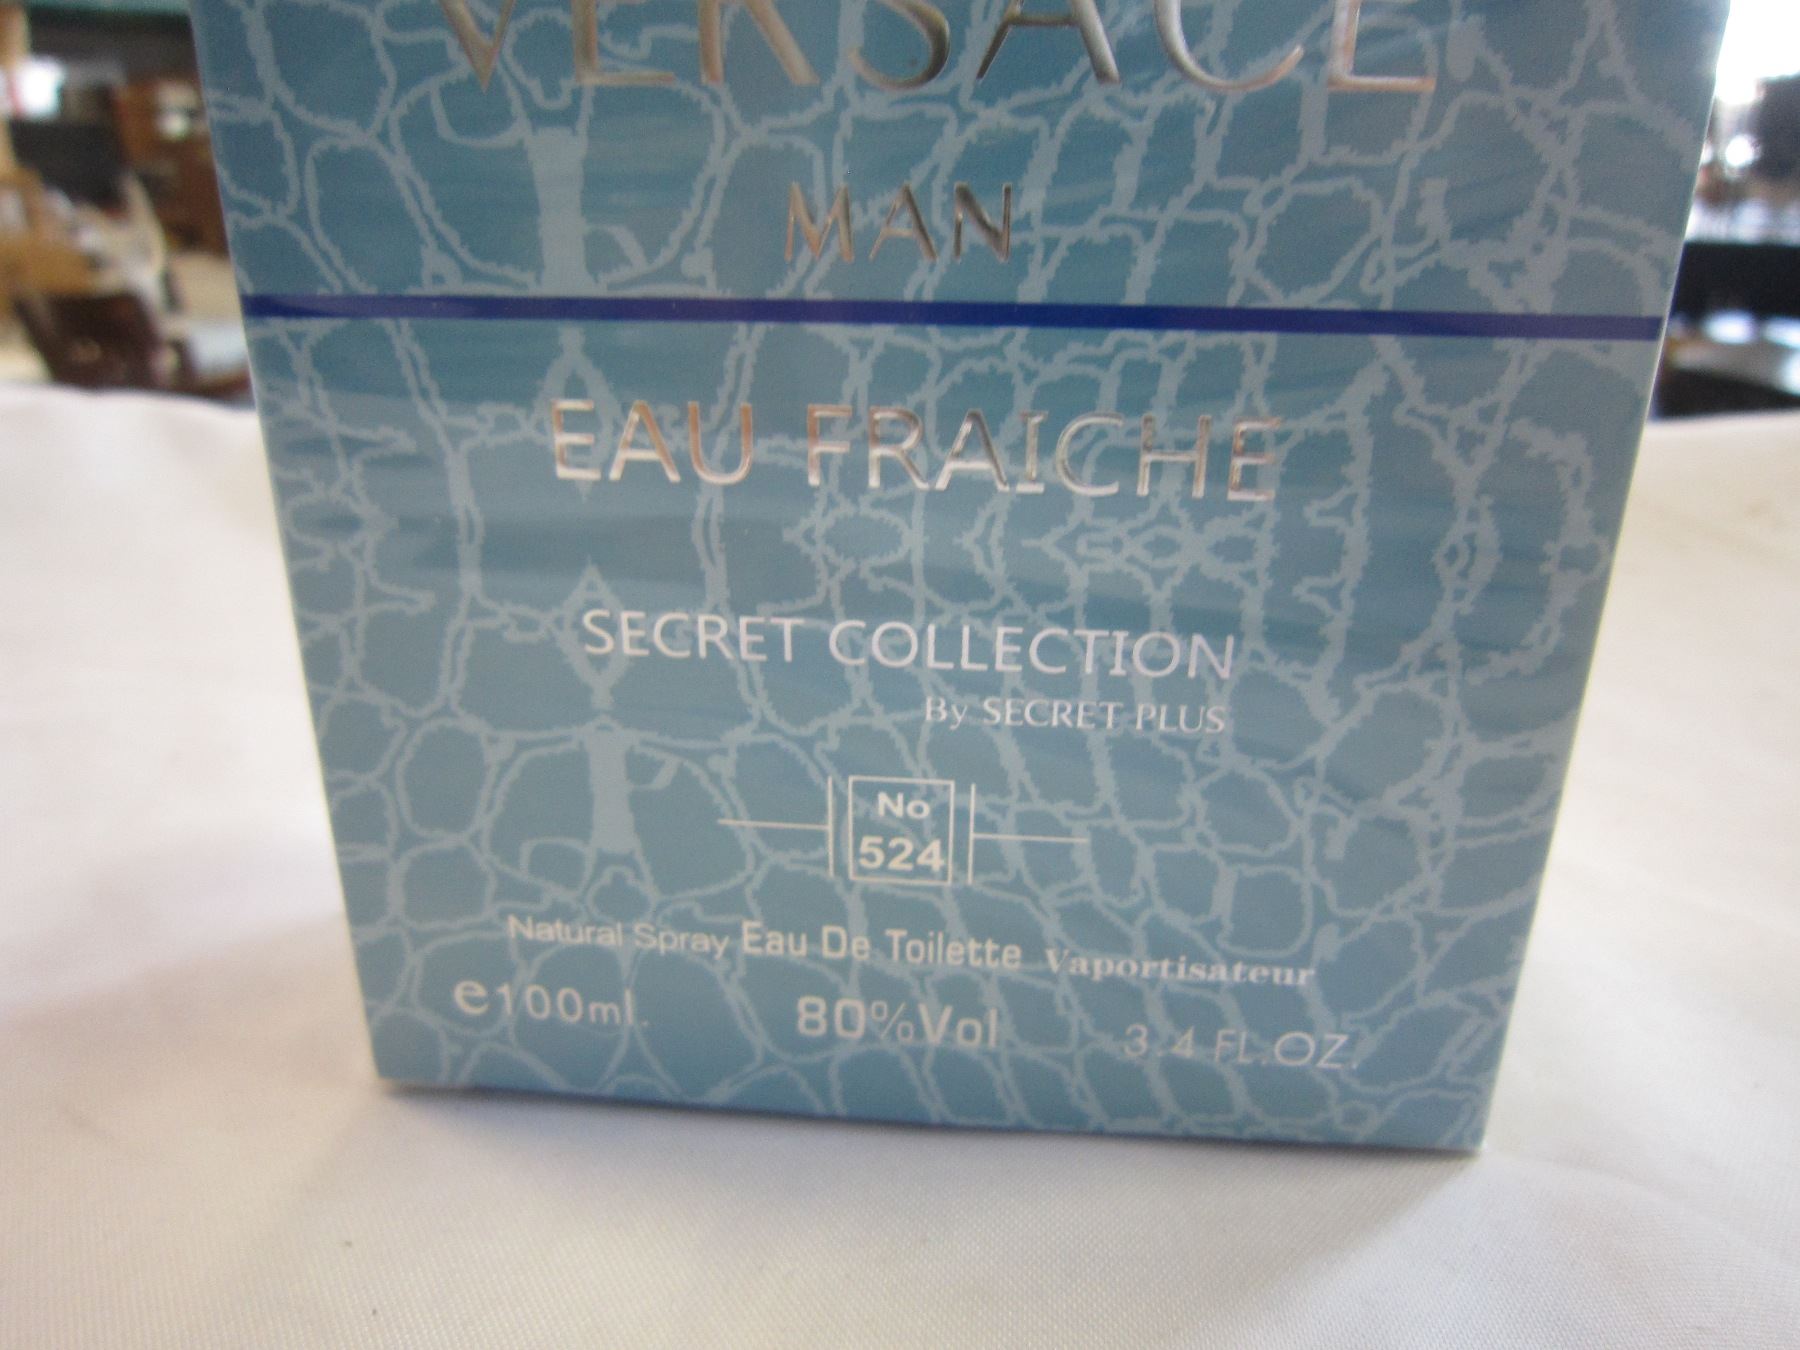 VERSACE
MAN
EAU FRAICHE
SECRET COLLECTION
By SECRET PLUS
No
524
Natural Spray Eau De Toilette Vaportisateur
e100ml. 80%Vol 3.4 FL.OZ.